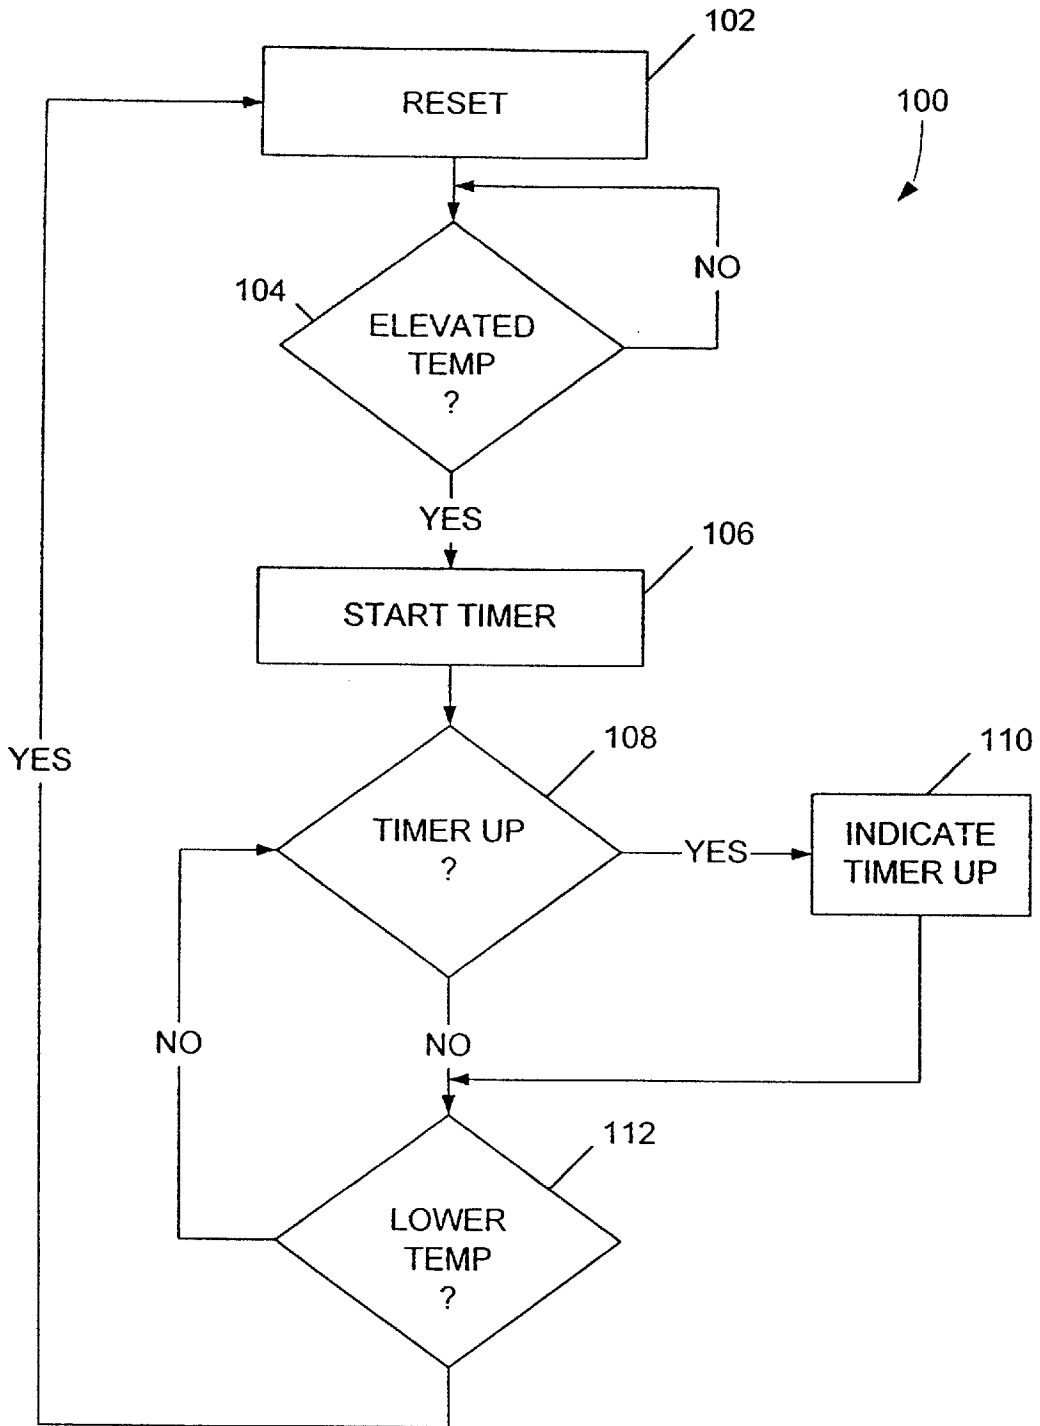 102
RESET
100
NO
104
ELEVATED
TEMP
?
YES
106
START TIMER
YES
108
110
TIMER UP
?
YES
INDICATE
TIMER UP
NO
NO
112
LOWER
TEMP
?